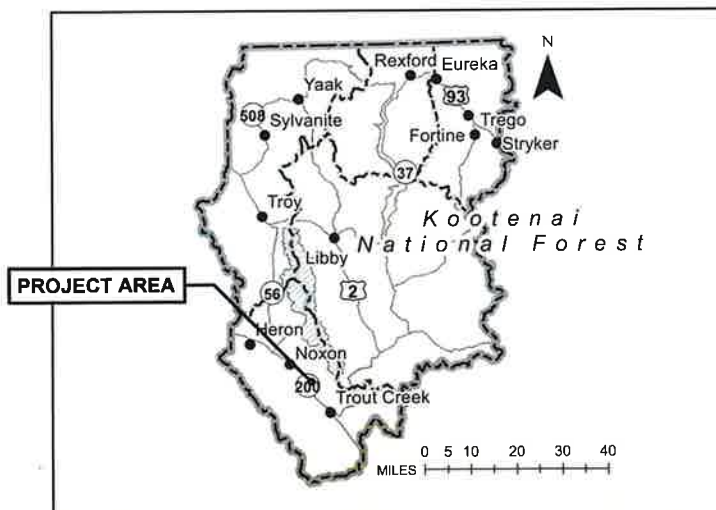 N
Rexford Eureka
Yaak
93
508
Trego
Sylvanite
Fortine
Stryker
37
Troy
Kootenai
National Forest
Libby
PROJECT AREA
56
2
Heron
Noxon
200
Trout Creek
MILES 0 5 10 20 30 40